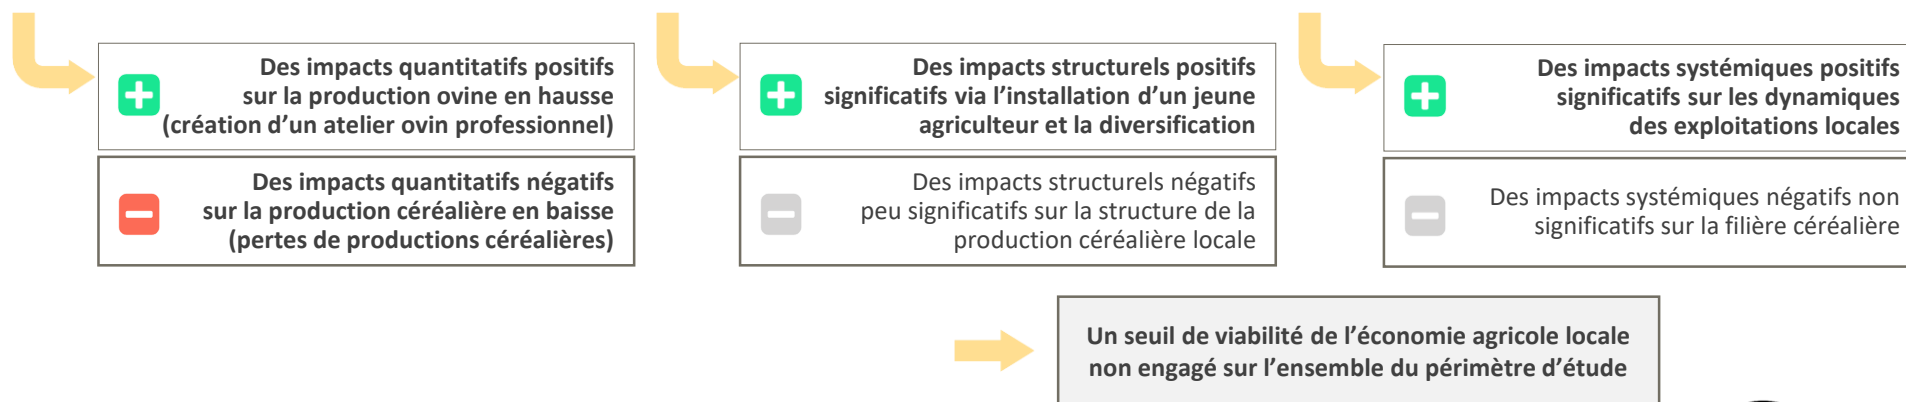 Des impacts quantitatifs positifs
sur la production ovine en hausse
(création d’un atelier ovin professionnel)
Des impacts quantitatifs négatifs
sur la production céréalière en baisse
(pertes de productions céréalières)
Des impacts structurels positifs
significatifs via l’installation d’un jeune
agriculteur et la diversification
Des impacts structurels négatifs
peu significatifs sur la structure de la
production céréalière locale
Des impacts systémiques positifs
significatifs sur les dynamiques
des exploitations locales
Des impacts systémiques négatifs non
significatifs sur la filière céréalière
Un seuil de viabilité de l’économie agricole locale
non engagé sur l’ensemble du périmètre d’étude